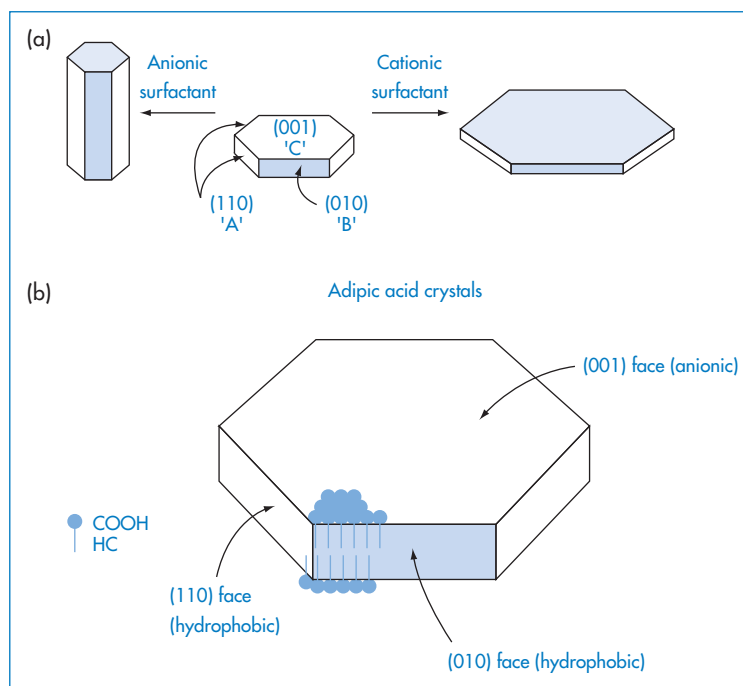 (a)
Anionic
surfactant
Cationic
surfactant
(001)
'C'
(110)
'A'
(010)
'B'
(b)
Adipic acid crystals
(001) face (anionic)
COOH
HC
(110) face
(hydrophobic)
(010) face (hydrophobic)